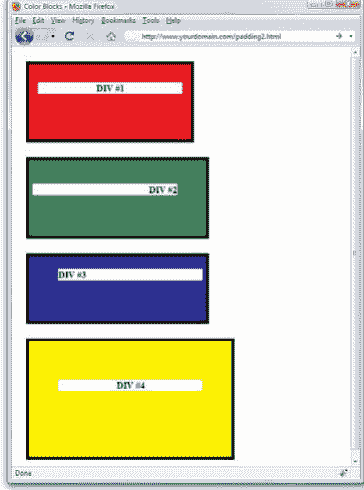 Color Blocks - Mozilla Firefox
File Edit View History Bookmarks Tools Help
http://www.yourdomain.com/padding2.html
DIV #1
DIV #2
DIV #3
DIV #4
Done